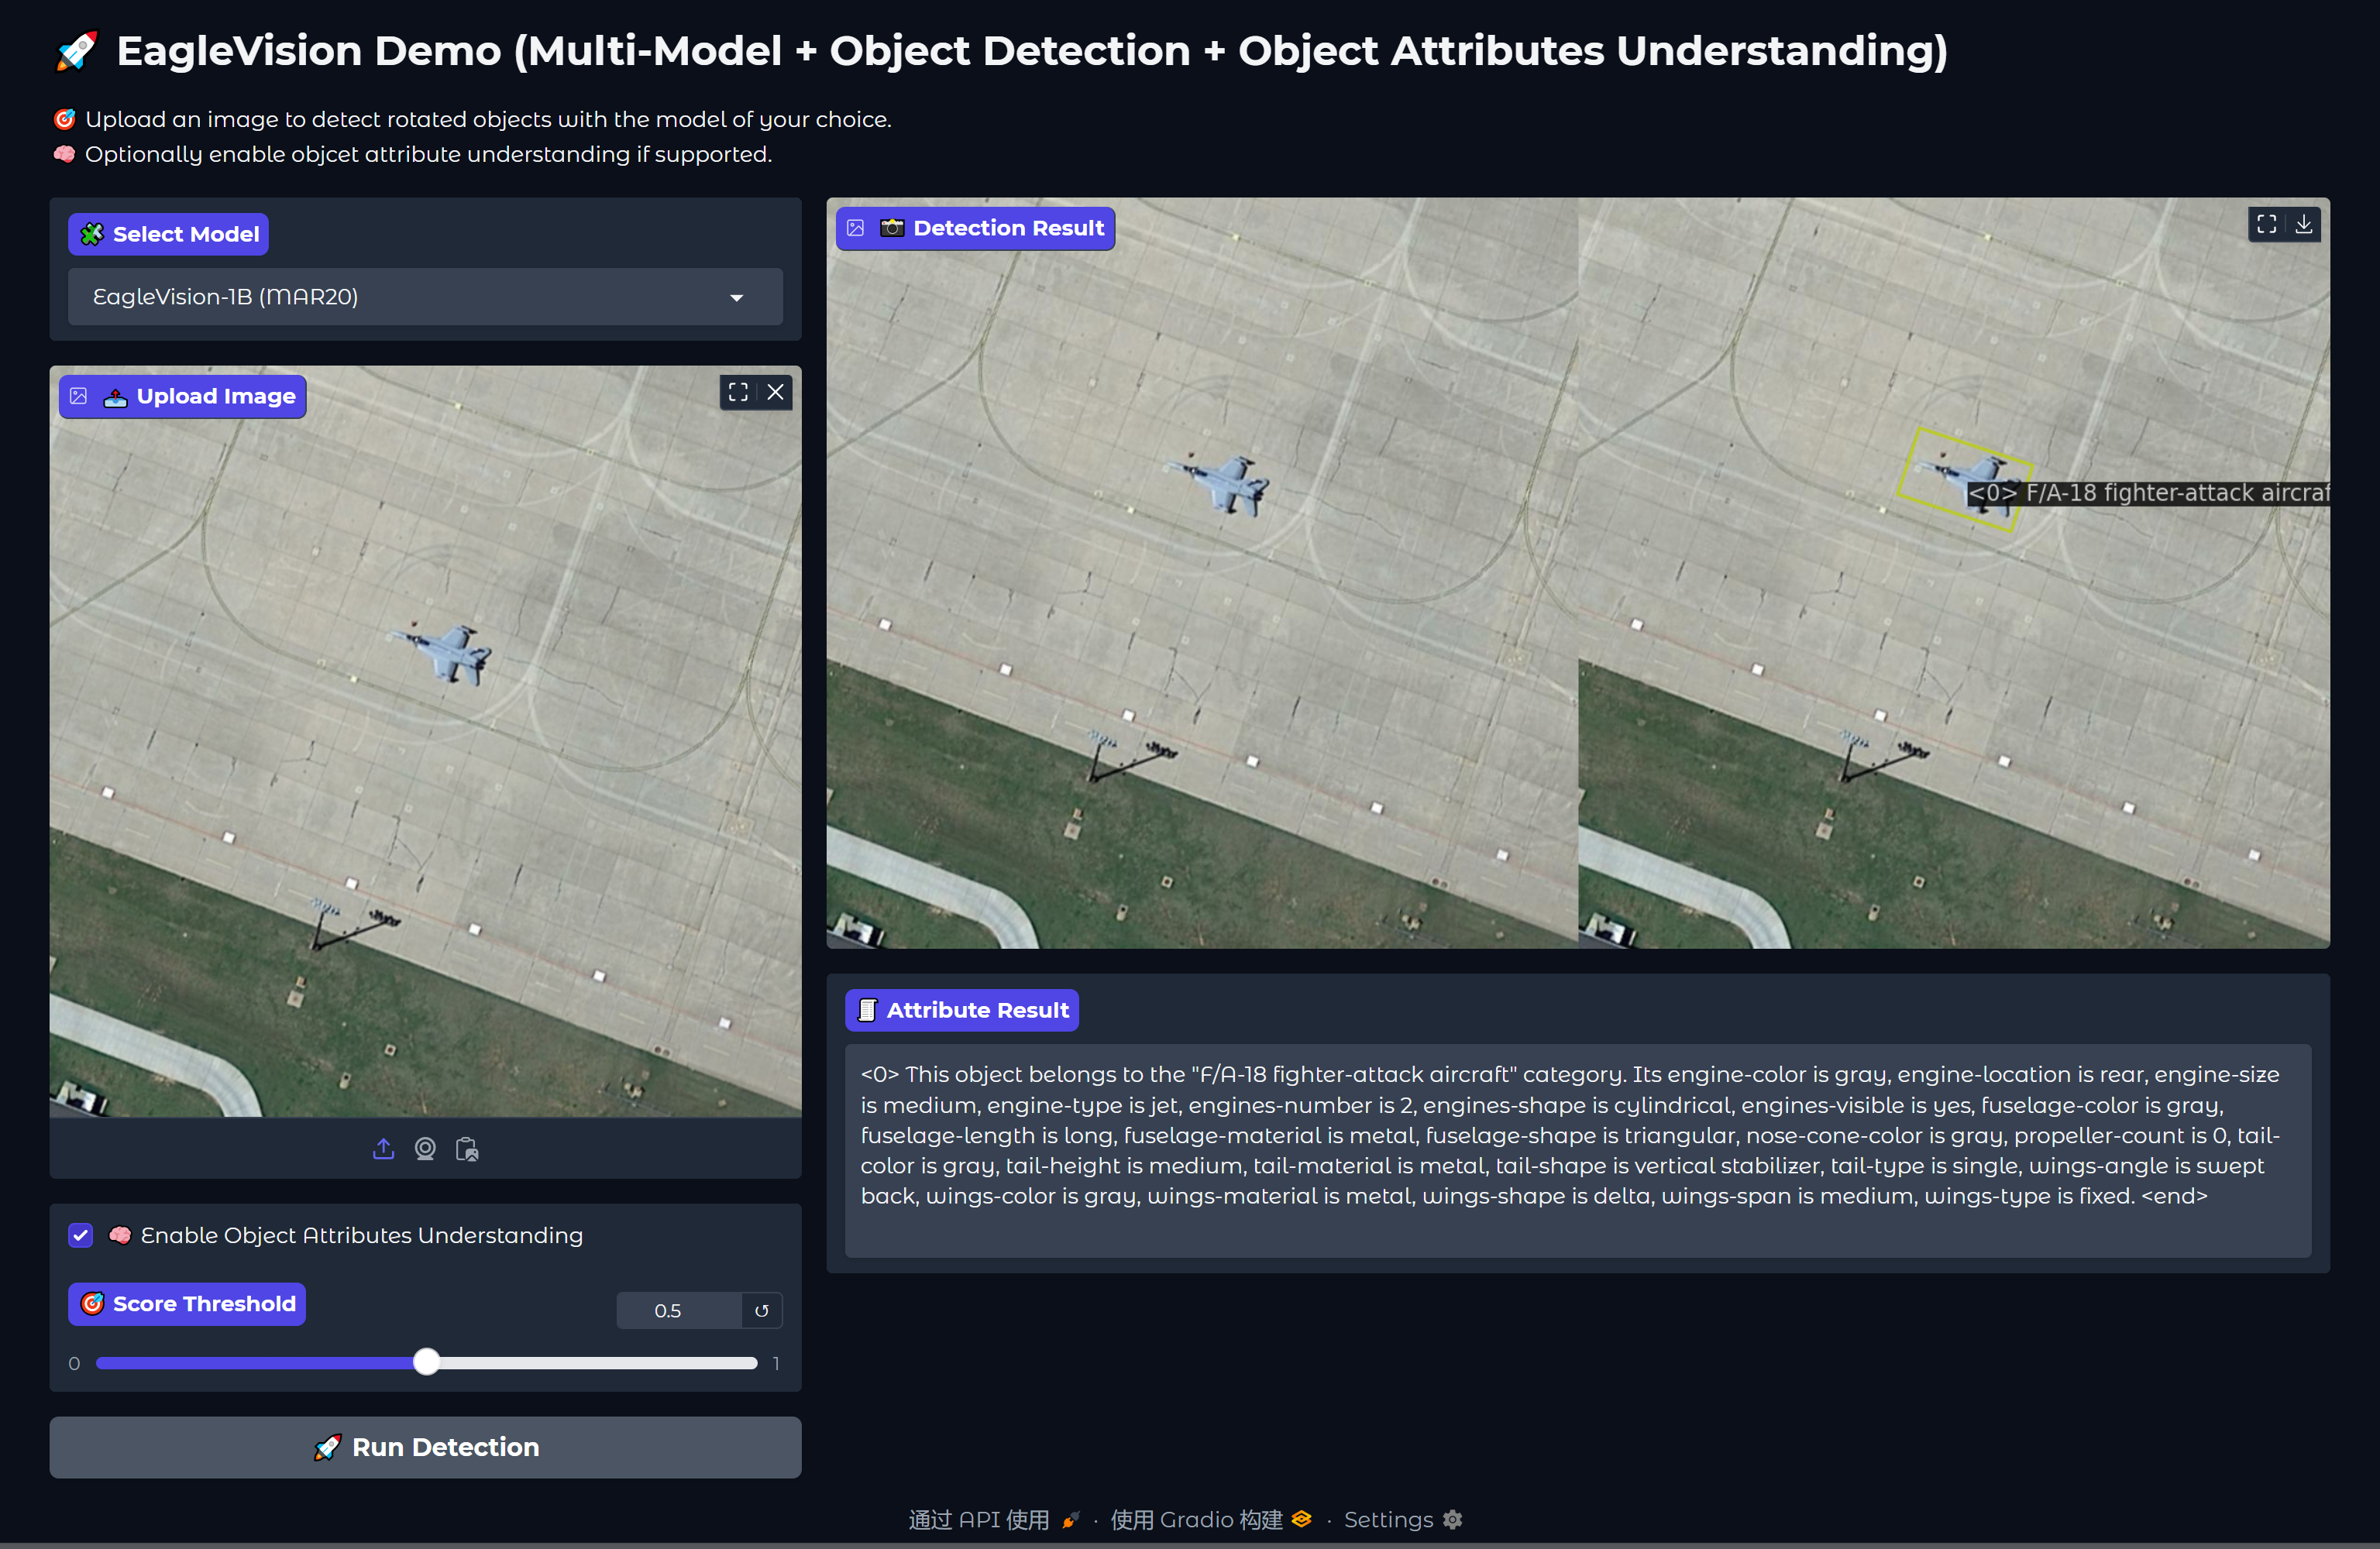 🚀 EagleVision Demo (Multi-Model + Object Detection + Object Attributes Understanding)
🎯 Upload an image to detect rotated objects with the model of your choice.
🧠 Optionally enable objcet attribute understanding if supported.
🧩 Select Model
EagleVision-1B (MAR20)
📤 Upload Image
🧠 Enable Object Attributes Understanding
🎯 Score Threshold
0.5
0
1
🚀 Run Detection
📸 Detection Result
<0> F/A-18 fighter-attack aircraf
📜 Attribute Result
<0> This object belongs to the "F/A-18 fighter-attack aircraft" category. Its engine-color is gray, engine-location is rear, engine-size
is medium, engine-type is jet, engines-number is 2, engines-shape is cylindrical, engines-visible is yes, fuselage-color is gray,
fuselage-length is long, fuselage-material is metal, fuselage-shape is triangular, nose-cone-color is gray, propeller-count is 0, tail-
color is gray, tail-height is medium, tail-material is metal, tail-shape is vertical stabilizer, tail-type is single, wings-angle is swept
back, wings-color is gray, wings-material is metal, wings-shape is delta, wings-span is medium, wings-type is fixed. <end>
通过 API 使用 · 使用 Gradio 构建 · Settings